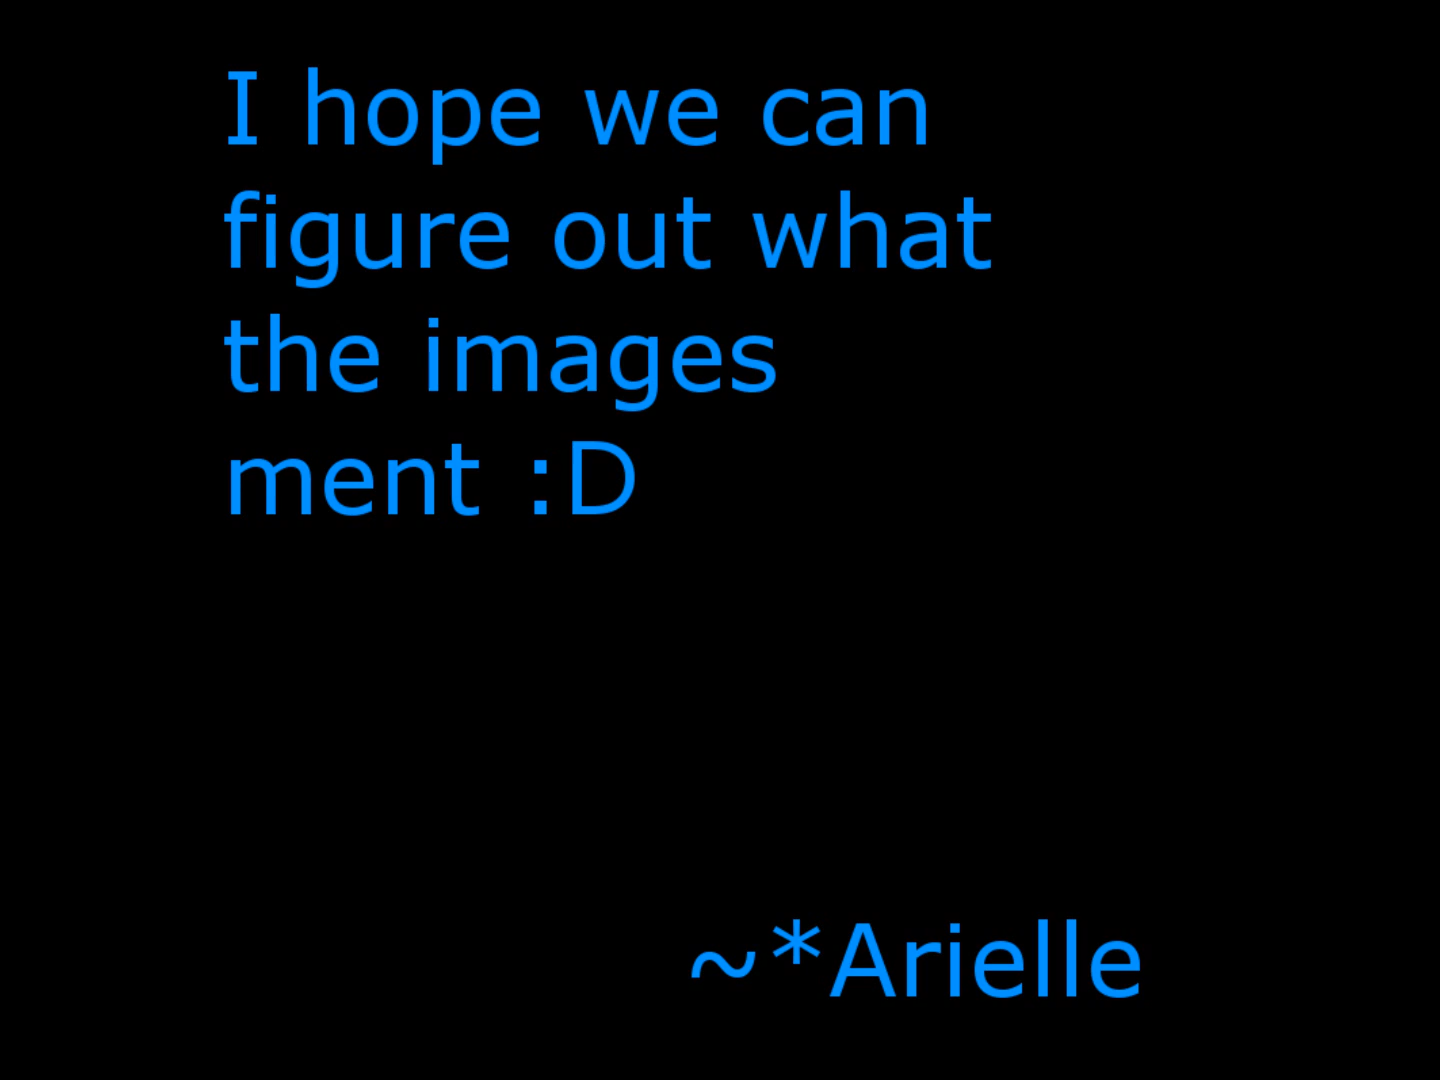 I hope we can
figure out what
the images
ment :D
~*Arielle